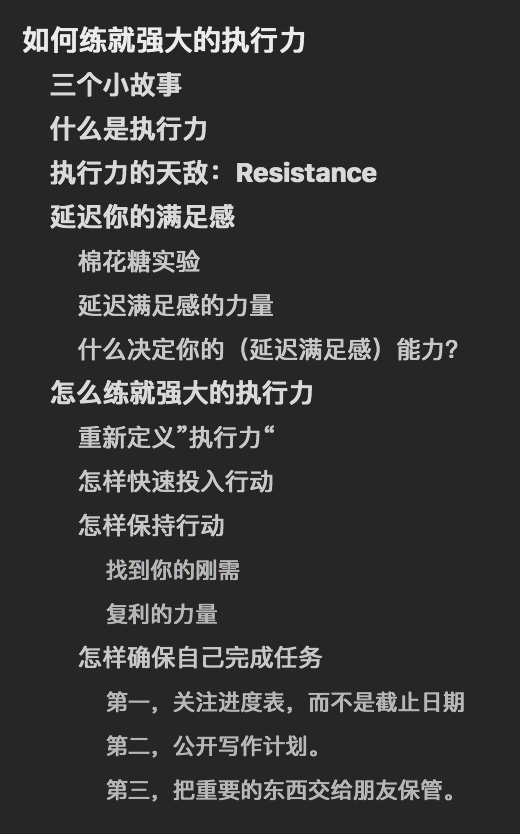 如何练就强大的执行力
三个小故事
什么是执行力
执行力的天敌：Resistance
延迟你的满足感
棉花糖实验
延迟满足感的力量
什么决定你的（延迟满足感）能力？
怎么练就强大的执行力
重新定义”执行力“
怎样快速投入行动
怎样保持行动
找到你的刚需
复利的力量
怎样确保自己完成任务
第一，关注进度表，而不是截止日期
第二，公开写作计划。
第三，把重要的东西交给朋友保管。